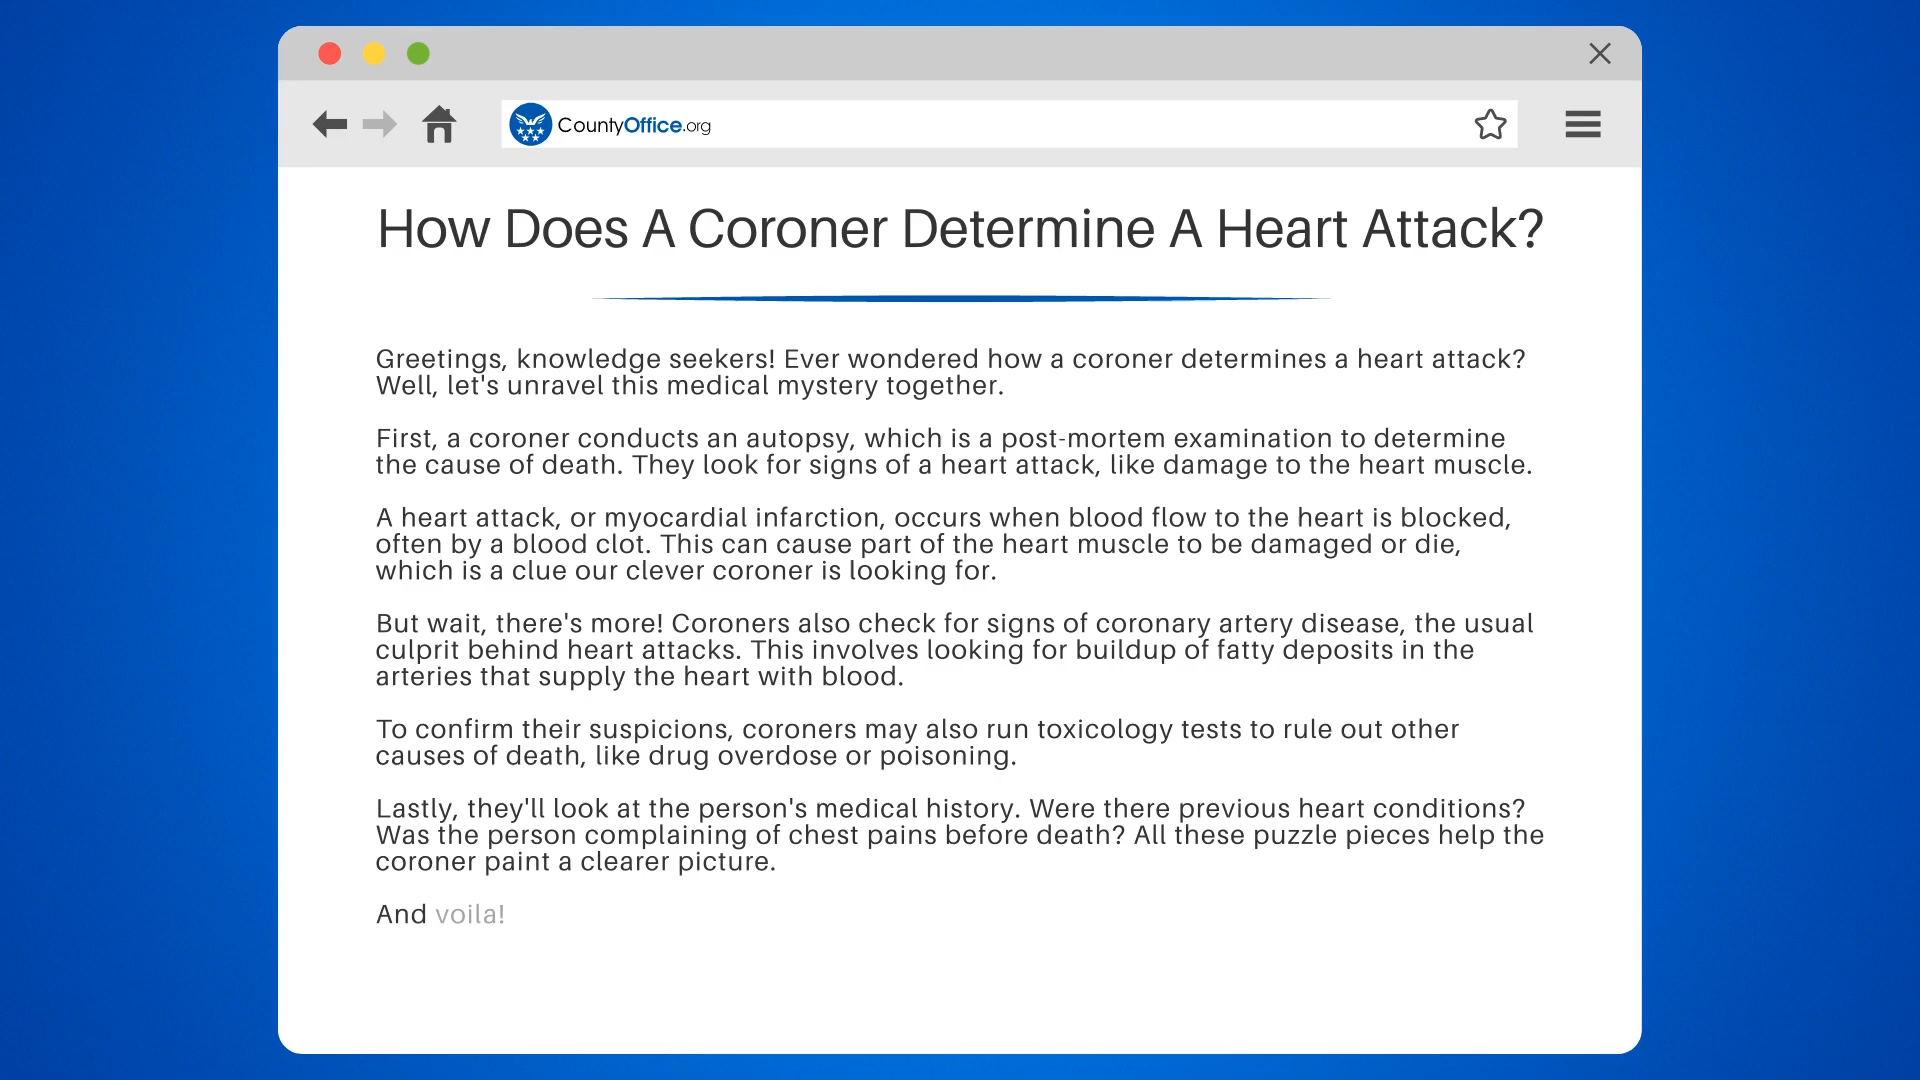 CountyOffice.org
How Does A Coroner Determine A Heart Attack?
Greetings, knowledge seekers! Ever wondered how a coroner determines a heart attack?
Well, let's unravel this medical mystery together.
First, a coroner conducts an autopsy, which is a post-mortem examination to determine
the cause of death. They look for signs of a heart attack, like damage to the heart muscle.
A heart attack, or myocardial infarction, occurs when blood flow to the heart is blocked,
often by a blood clot. This can cause part of the heart muscle to be damaged or die,
which is a clue our clever coroner is looking for.
But wait, there's more! Coroners also check for signs of coronary artery disease, the usual
culprit behind heart attacks. This involves looking for buildup of fatty deposits in the
arteries that supply the heart with blood.
To confirm their suspicions, coroners may also run toxicology tests to rule out other
causes of death, like drug overdose or poisoning.
Lastly, they'll look at the person's medical history. Were there previous heart conditions?
Was the person complaining of chest pains before death? All these puzzle pieces help the
coroner paint a clearer picture.
And voila!